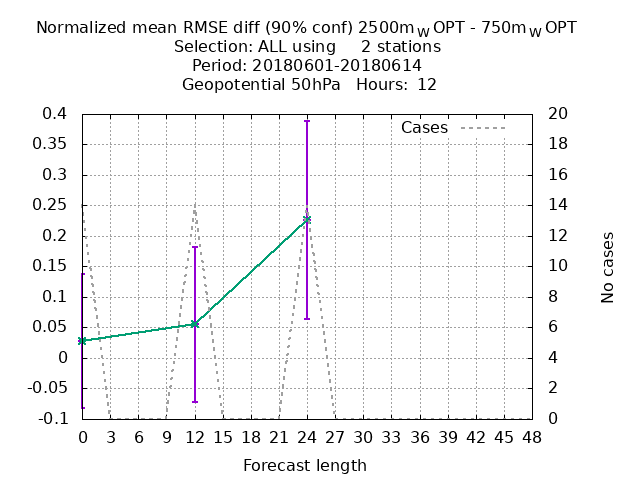 Normalized mean RMSE diff (90% conf) 2500m_W OPT - 750m_W OPT
Selection: ALL using 2 stations
Period: 20180601-20180614
Geopotential 50hPa Hours: 12
Cases
0.4
0.35
0.3
0.25
0.2
0.15
0.1
0.05
0
-0.05
-0.1
20
18
16
14
12
10
8
6
4
2
0
No cases
0 3 6 9 12 15 18 21 24 27 30 33 36 39 42 45 48
Forecast length